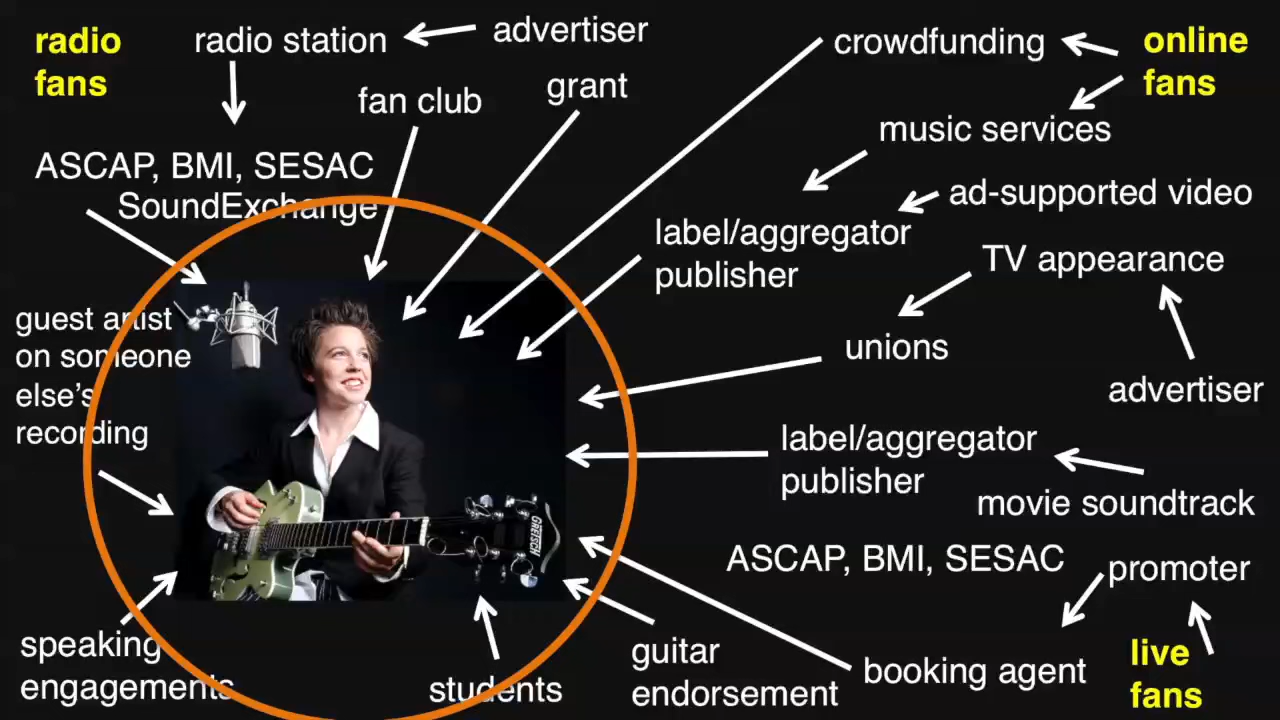 radio
fans
radio station
advertiser
fan club
grant
crowdfunding
online
fans
music services
ASCAP, BMI, SESAC
SoundExchange
ad-supported video
label/aggregator
publisher
TV appearance
guest artist
on someone
else's
recording
unions
advertiser
label/aggregator
publisher
movie soundtrack
GRETSCH
ASCAP, BMI, SESAC
promoter
speaking
engagements
students
guitar
endorsement
booking agent
live
fans